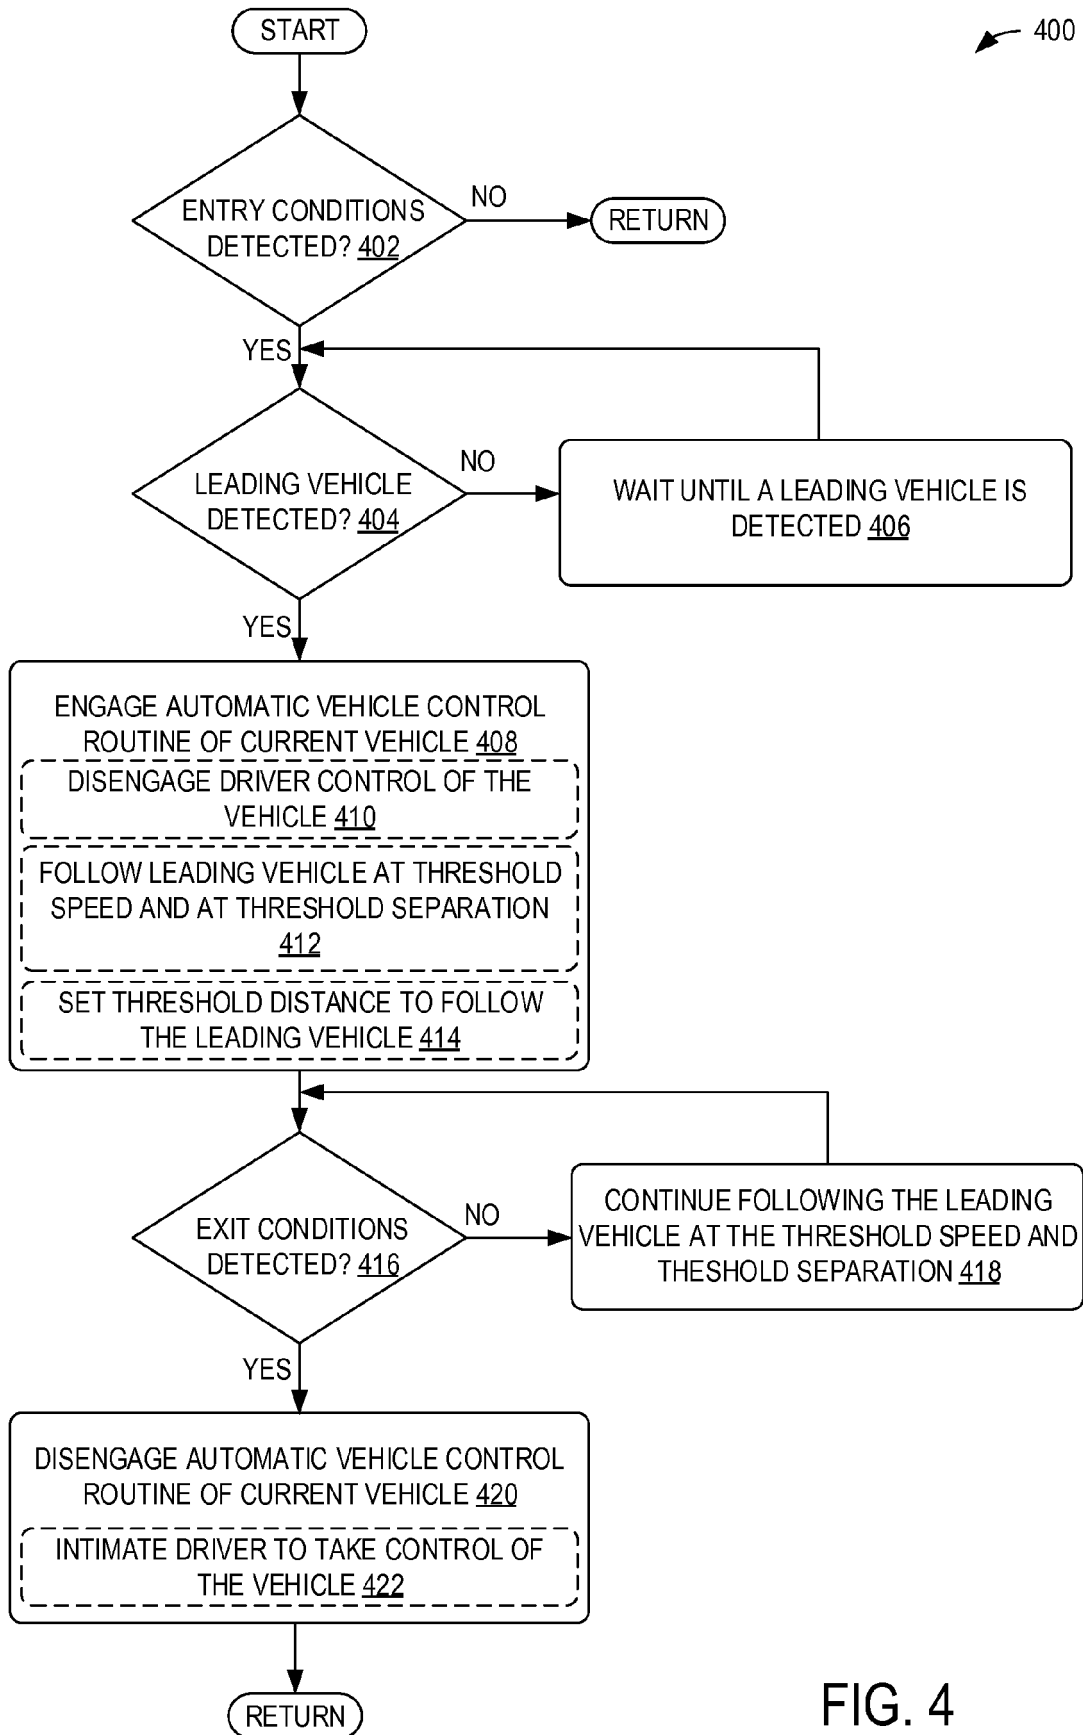 START
400
ENTRY CONDITIONS
DETECTED? 402
NO
RETURN
YES
LEADING VEHICLE
DETECTED? 404
NO
WAIT UNTIL A LEADING VEHICLE IS
DETECTED 406
YES
ENGAGE AUTOMATIC VEHICLE CONTROL
ROUTINE OF CURRENT VEHICLE 408
DISENGAGE DRIVER CONTROL OF THE
VEHICLE 410
FOLLOW LEADING VEHICLE AT THRESHOLD
SPEED AND AT THRESHOLD SEPARATION
412
SET THRESHOLD DISTANCE TO FOLLOW
THE LEADING VEHICLE 414
EXIT CONDITIONS
DETECTED? 416
NO
CONTINUE FOLLOWING THE LEADING
VEHICLE AT THE THRESHOLD SPEED AND
THESHOLD SEPARATION 418
YES
DISENGAGE AUTOMATIC VEHICLE CONTROL
ROUTINE OF CURRENT VEHICLE 420
INTIMATE DRIVER TO TAKE CONTROL OF
THE VEHICLE 422
RETURN
FIG. 4